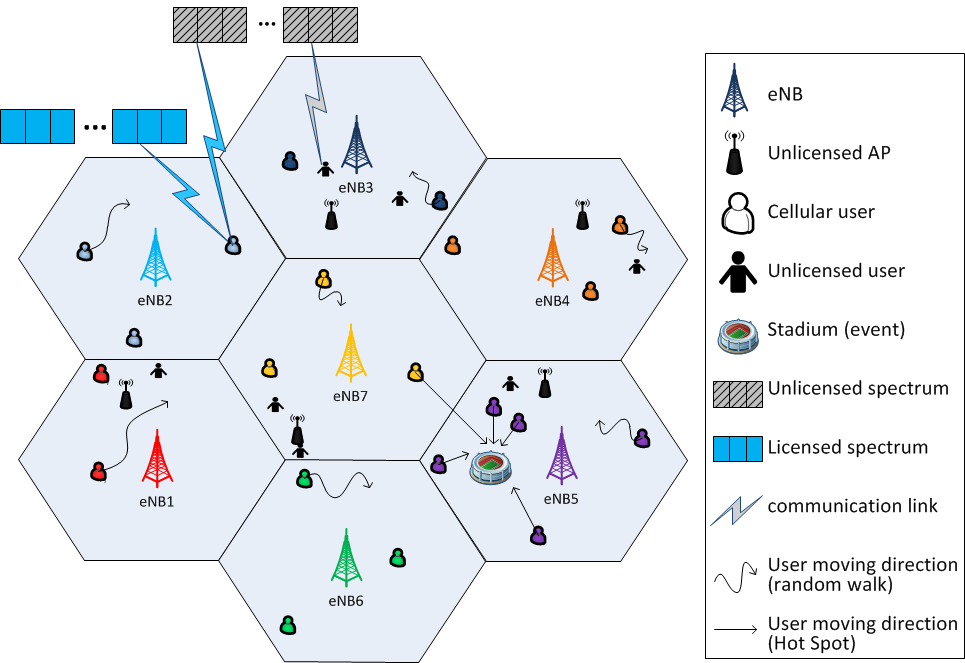 eNB3
eNB2
eNB4
eNB7
eNB1
eNB5
eNB6
eNB
Unlicensed AP
Cellular user
Unlicensed user
Stadium (event)
Unlicensed spectrum
Licensed spectrum
communication link
User moving direction
(random walk)
User moving direction
(Hot Spot)